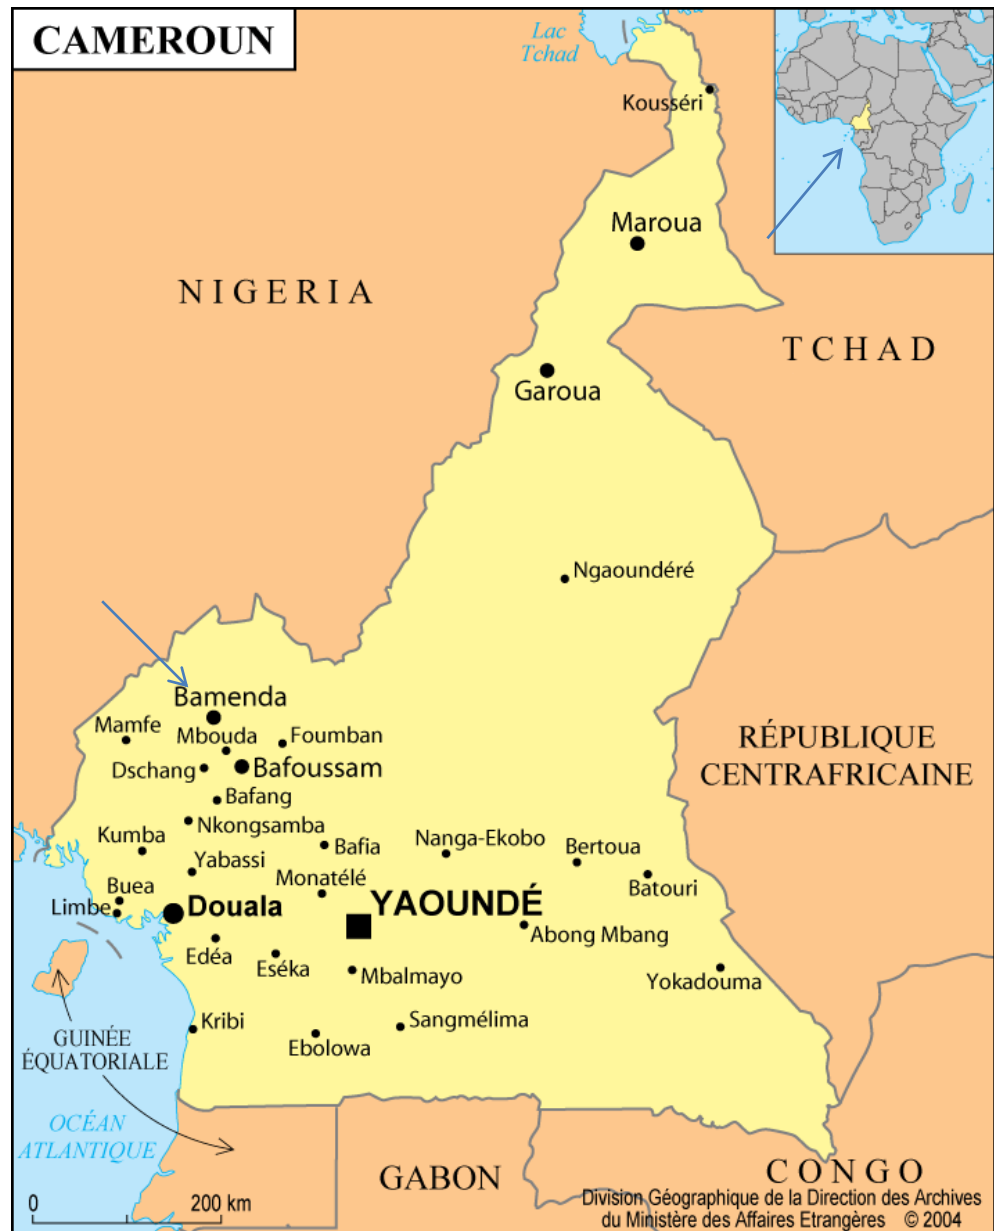 CAMEROUN
Lac
Tchad
Kousséri
Maroua
NIGERIA
TCHAD
Garoua
Ngaoundéré
Bamenda
Mamfe
Mbouda
Foumban
Dschang
Bafoussam
RÉPUBLIQUE
CENTRAFRICAINE
Bafang
Nkongsamba
Kumba
Bafia
Nanga-Ekobo
Bertoua
Yabassi
Monatélé
Batouri
Buea
Limbe
Douala
YAOUNDÉ
Abong Mbang
Edéa
Eséka
Mbalmayo
Yokadouma
Kribi
Sangmélima
Ebolowa
GUINÉE
ÉQUATORIALE
OCÉAN
ATLANTIQUE
GABON
CONGO
0 200 km
Division Géographique de la Direction des Archives
du Ministère des Affaires Etrangères © 2004